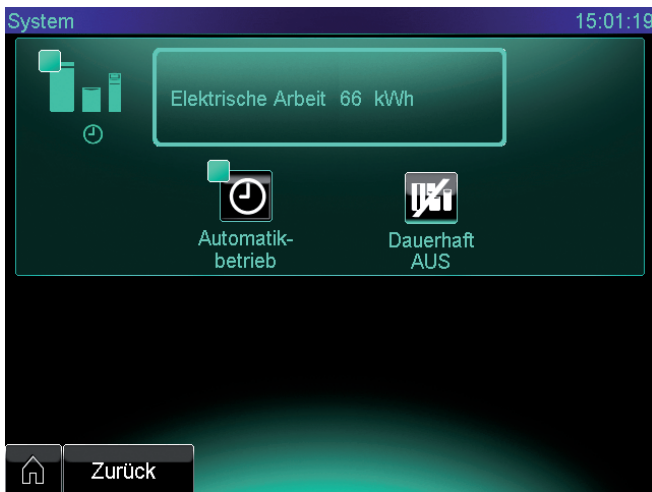 System 15:01:19
Elektrische Arbeit 66 kWh
Automatik-
betrieb
Dauerhaft
AUS
Zurück